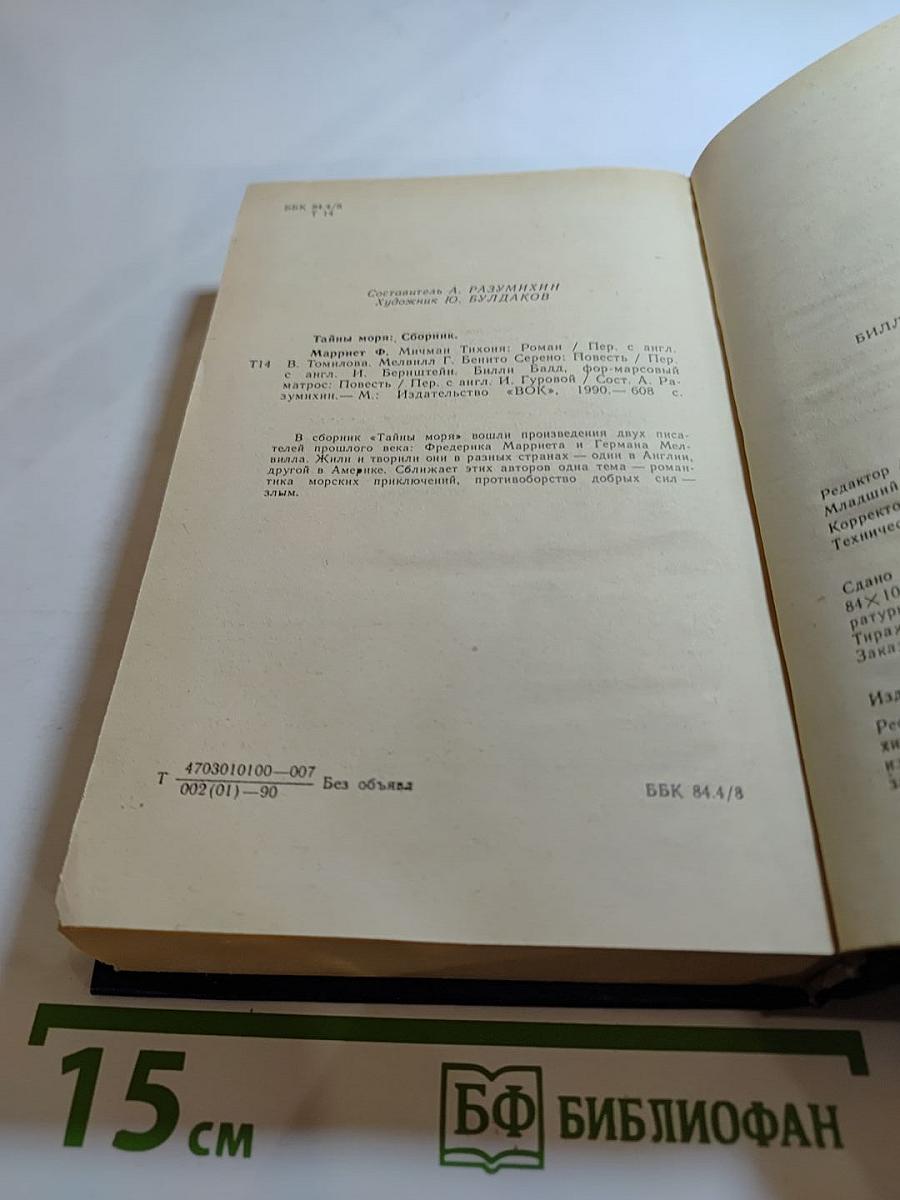 ББК 84.4/8
Т 14
Составитель А. РАЗУМИХИН
Художник Ю. БУЛДАКОВ
Тайны моря: Сборник.
Марриет Ф. Мичман Тихоня: Роман / Пер. с англ.
Т14 В. Томилова. Мелвилл Г. Бенито Серено: Повесть / Пер.
с англ. И. Бернштейн. Билли Бадд, фор-марсовый
матрос: Повесть / Пер. с англ. И. Гуровой / Сост. А. Ра-
зумихин.— М.: Издательство «ВОК», 1990.— 608 с.
В сборник «Тайны моря» вошли произведения двух писа-
телей прошлого века: Фредерика Марриета и Германа Мел-
вилла. Жили и творили они в разных странах — один в Англии,
другой в Америке. Сближает этих авторов одна тема — роман-
тика морских приключений, противоборство добрых сил —
злым.
Т 4703010100—007
002(01)—90 Без объявл
ББК 84.4/8
БИЛЛ
Редактор
Младший
Коррект
Техничес
Сдано
84×10
ратур
Тираж
Заказ
Изд
15 см
БФ БИБЛИОФАН